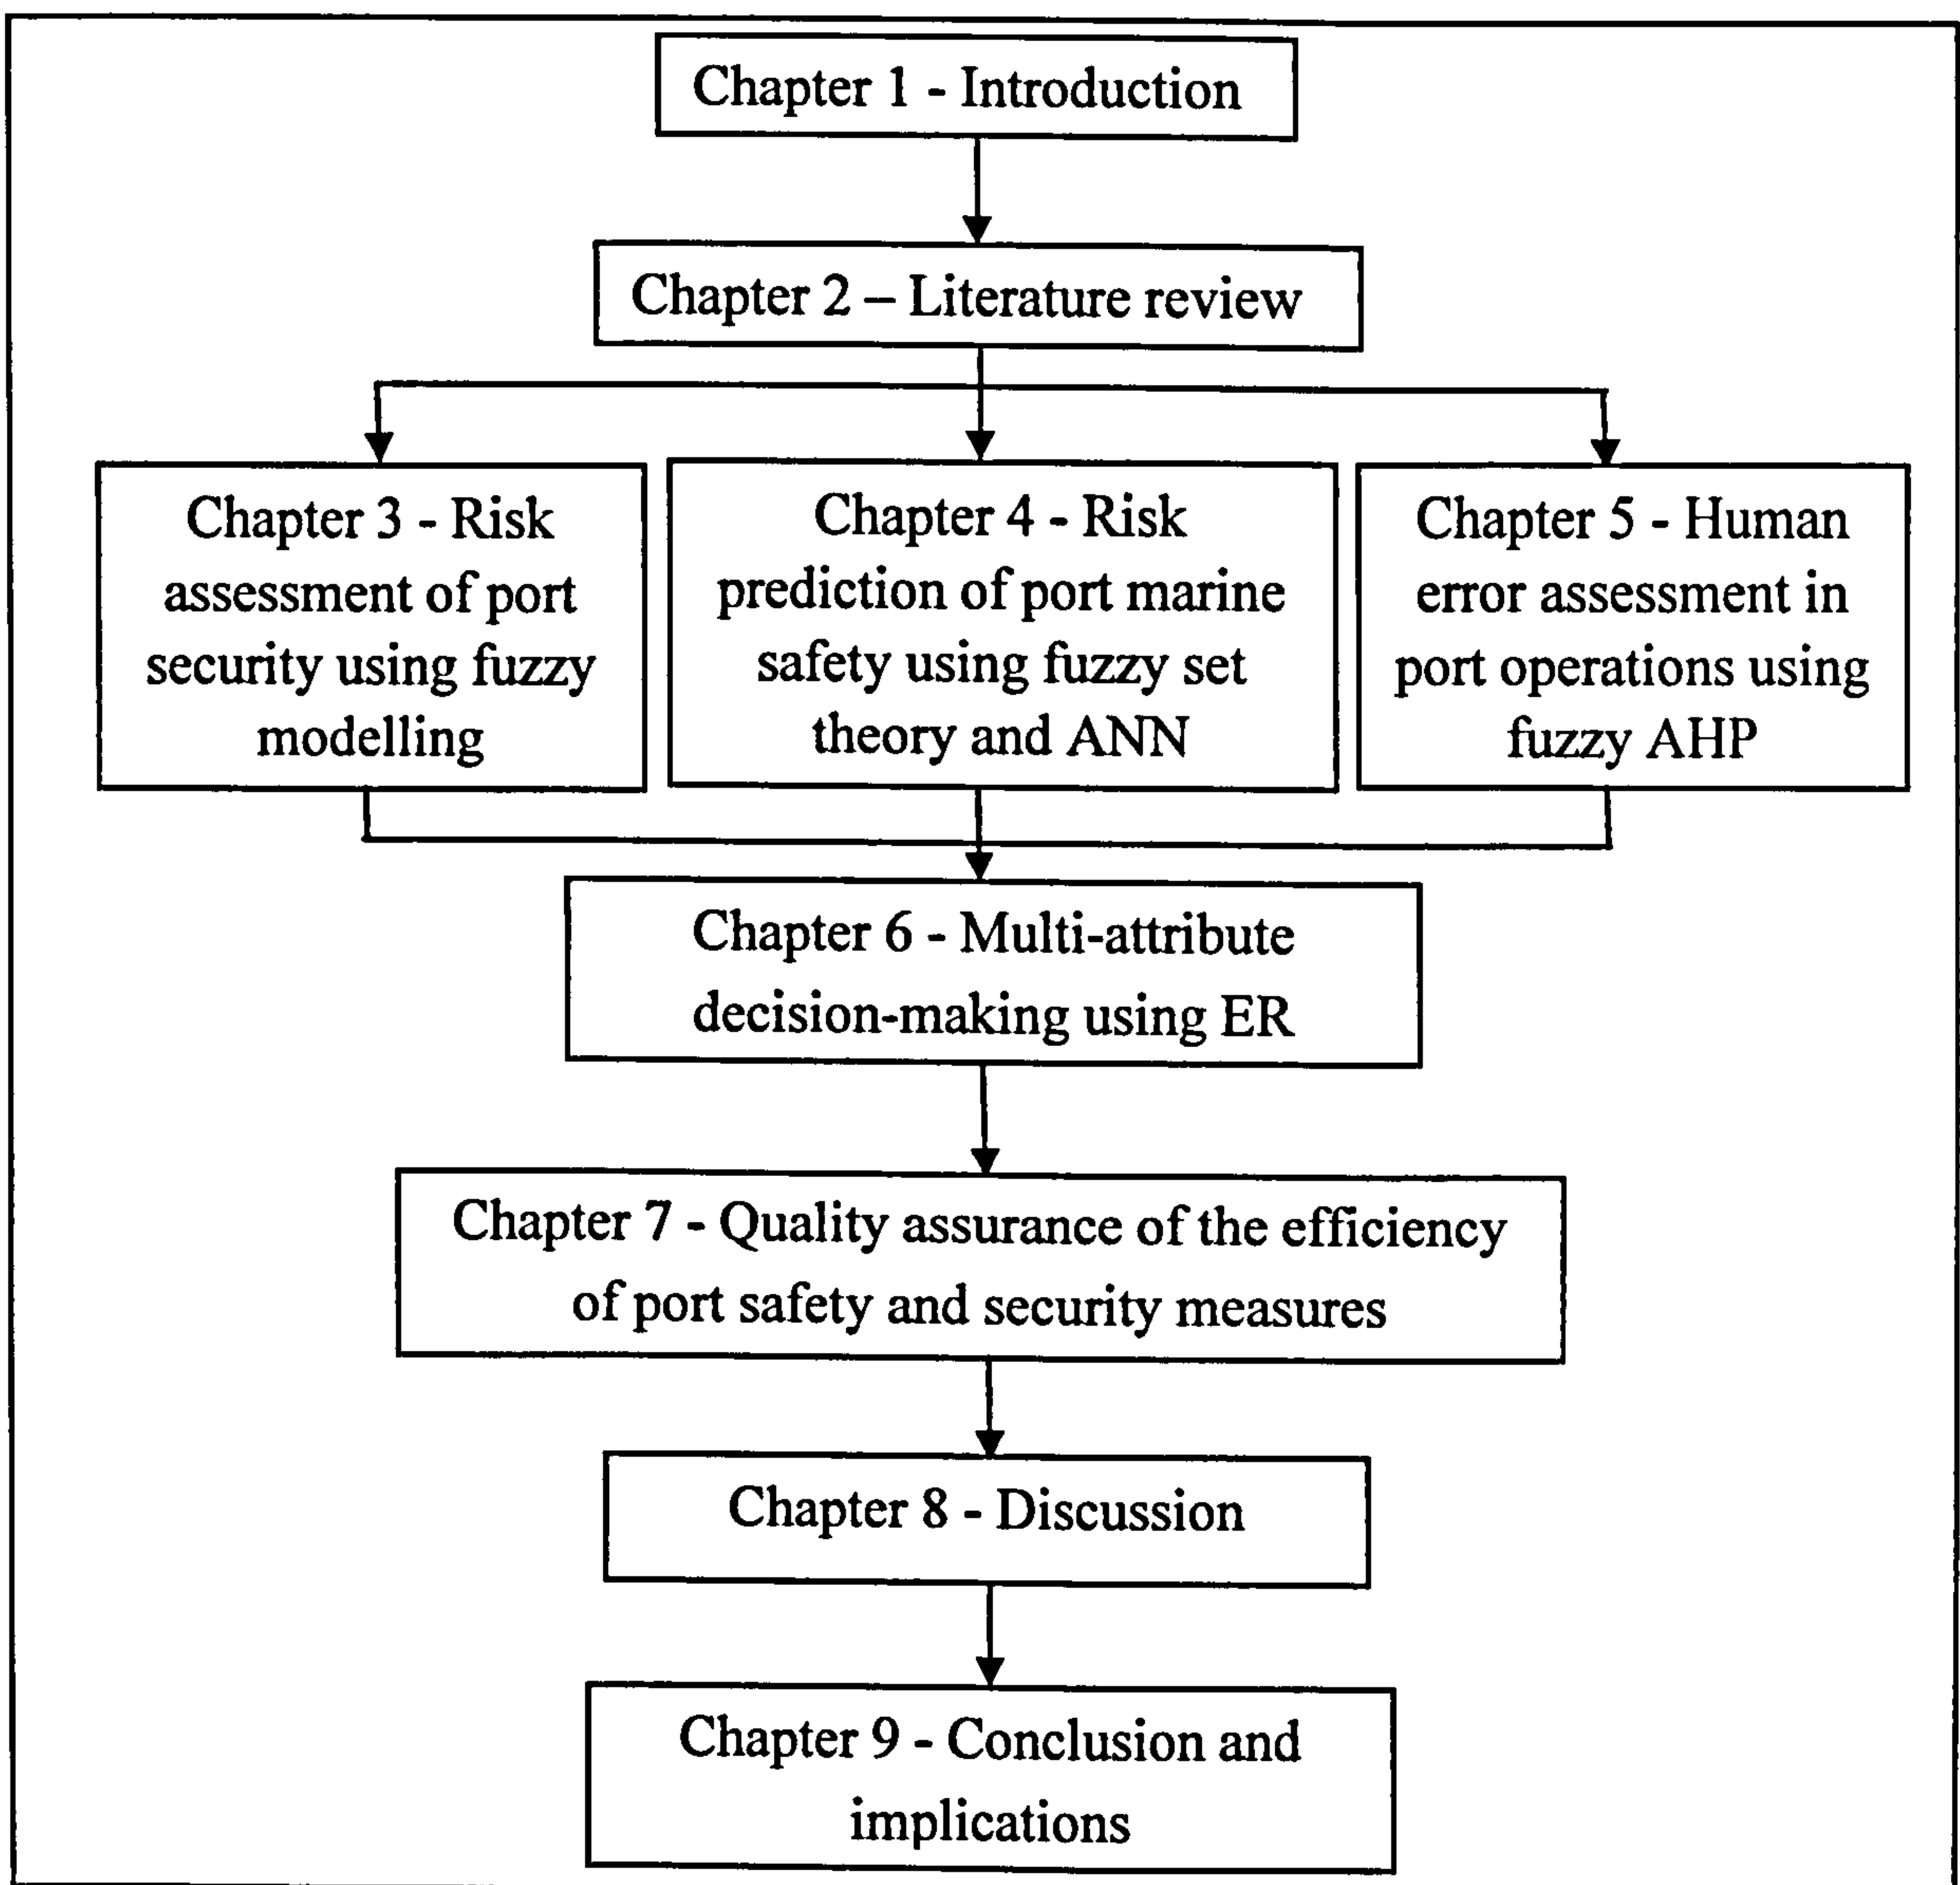 Chapter 1 - Introduction
Chapter 2 – Literature review
Chapter 3 - Risk
assessment of port
security using fuzzy
modelling
Chapter 4 - Risk
prediction of port marine
safety using fuzzy set
theory and ANN
Chapter 5 - Human
error assessment in
port operations using
fuzzy AHP
Chapter 6 - Multi-attribute
decision-making using ER
Chapter 7 - Quality assurance of the efficiency
of port safety and security measures
Chapter 8 - Discussion
Chapter 9 - Conclusion and
implications